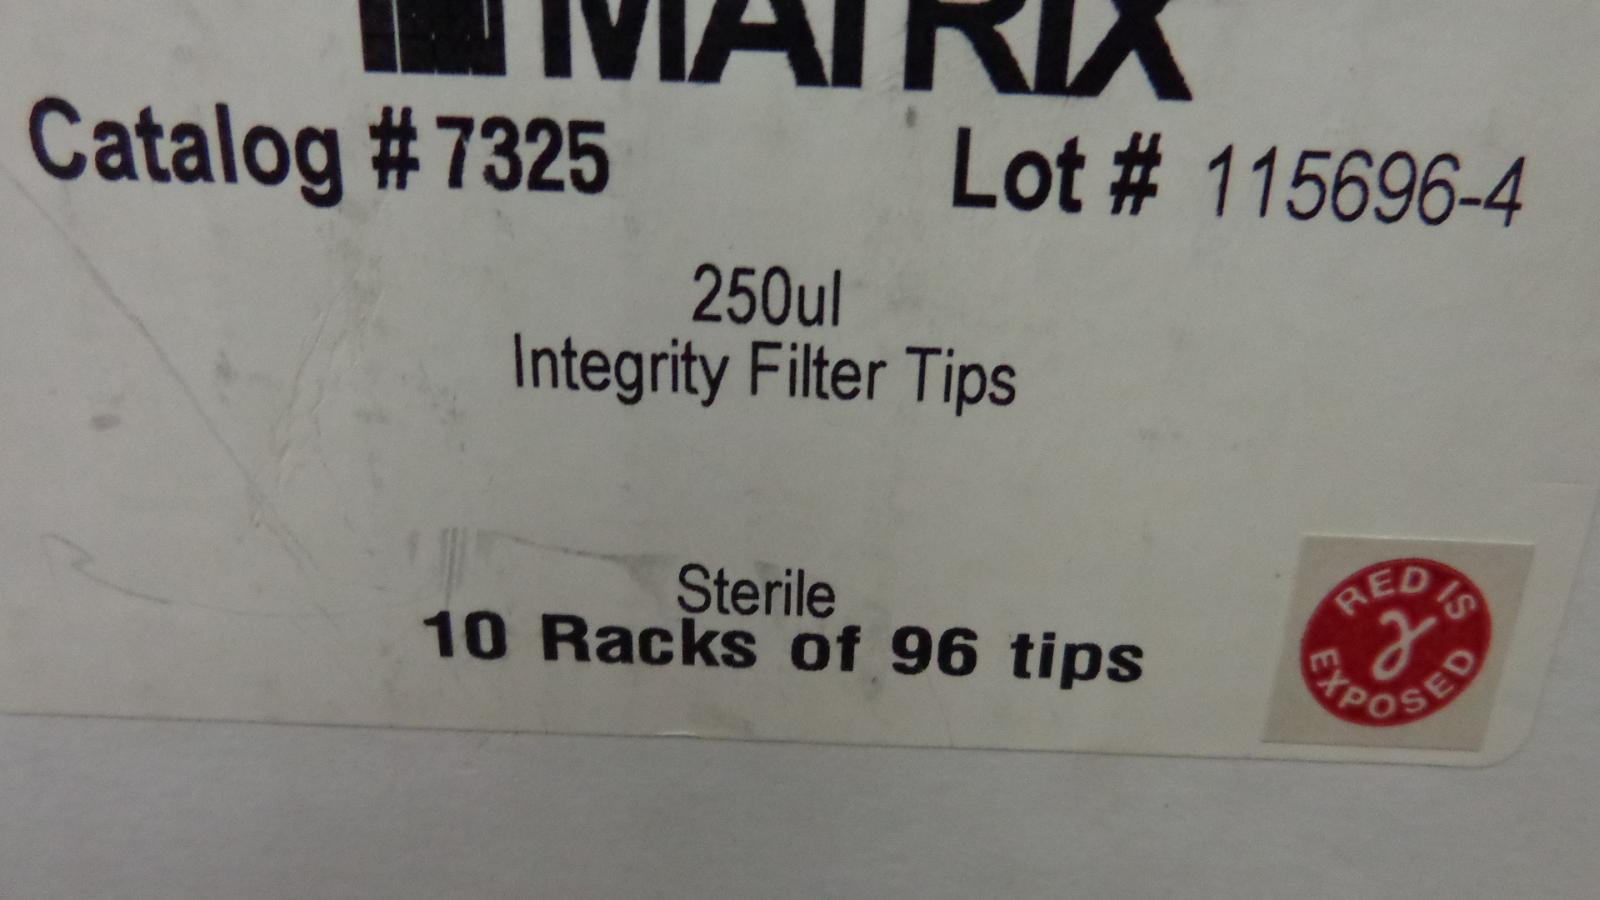 MATRIX
Catalog # 7325
Lot # 115696-4
250ul
Integrity Filter Tips
Sterile
10 Racks of 96 tips
RED IS
γ
EXPOSED